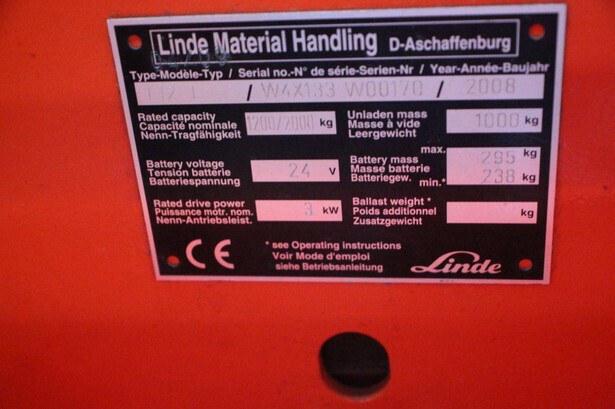 Linde Material Handling D-Aschaffenburg
Type-Modèle-Typ / Serial no.-N° de série-Serien-Nr / Year-Année-Baujahr
/ W4X133 W00170 / 2008
Rated capacity
Capacité nominale
Nenn-Tragfähigkeit
1200/2000 kg
Unladen mass
Masse à vide
Leergewicht
1000 kg
Battery voltage
Tension batterie
Batteriespannung
24 V
max.
Battery mass
Masse batterie
Batteriegew. min.*
295 kg
238 kg
Rated drive power
Puissance motr. nom.
Nenn-Antriebsleist.
3 kW
Ballast weight *
Poids additionnel
Zusatzgewicht
kg
CE
* see Operating instructions
Voir Mode d'emploi
siehe Betriebsanleitung
Linde